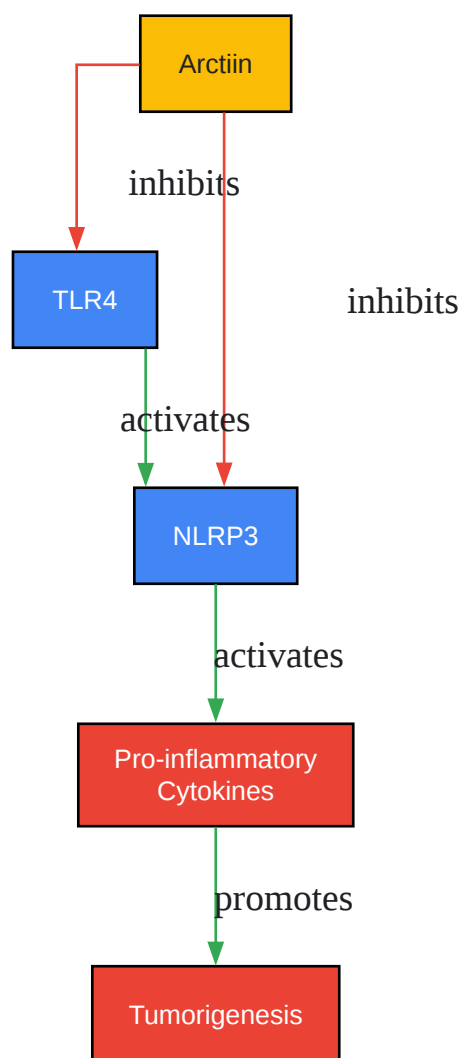 Arctiin
inhibits
TLR4
inhibits
activates
NLRP3
activates
Pro-inflammatory
Cytokines
promotes
Tumorigenesis